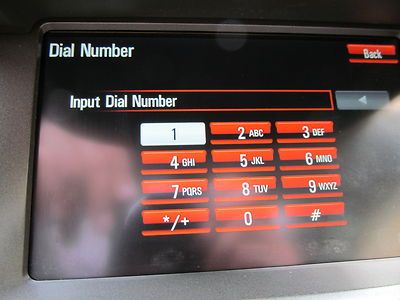 Dial Number
Back
Input Dial Number
1 2 ABC 3 DEF
4 GHI 5 JKL 6 MNO
7 PQRS 8 TUV 9 WXYZ
*/+ 0 #